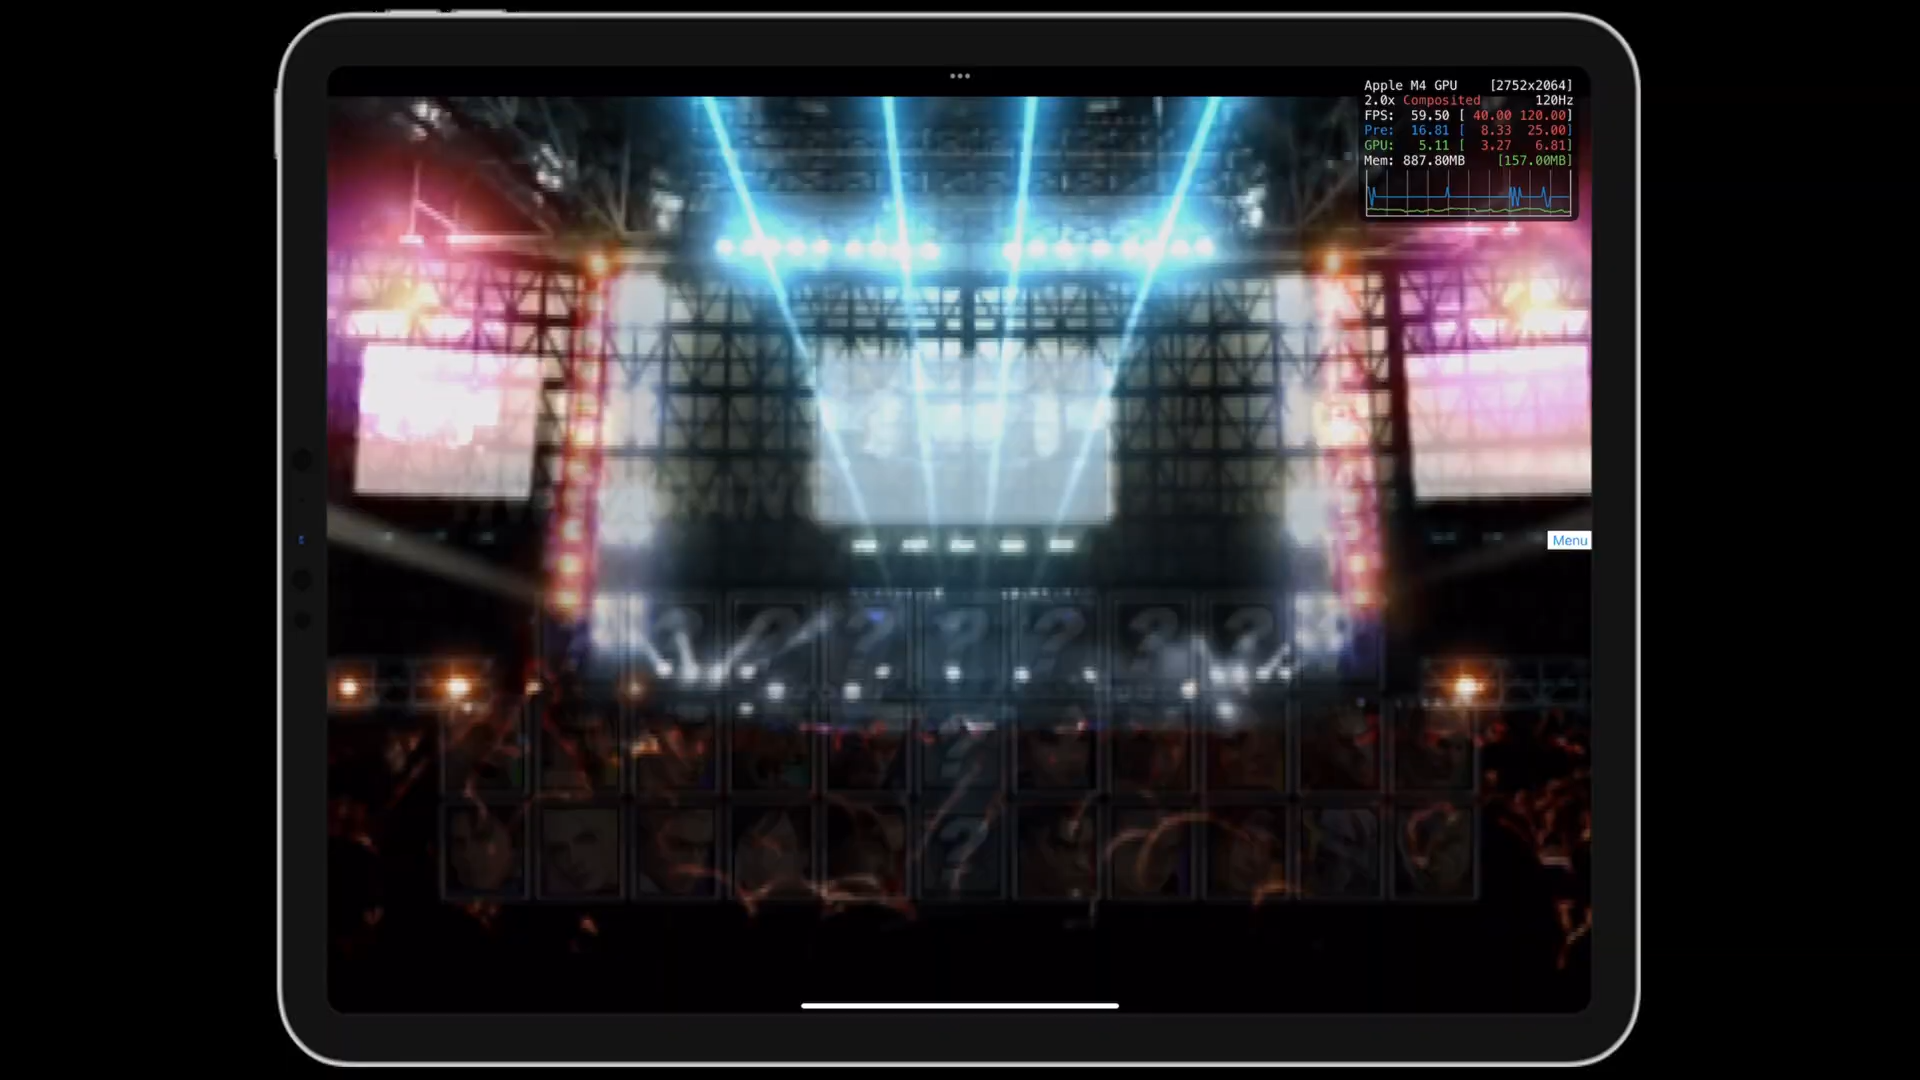 Apple M4 GPU [2752x2064]
2.0x Composited 120Hz
FPS: 59.50 [ 40.00 120.00]
Pre: 16.81 [ 8.33 25.00]
GPU: 5.11 [ 3.27 6.81]
Mem: 887.80MB [157.00MB]
Menu
? ? ? ? ? ? ?
?
?